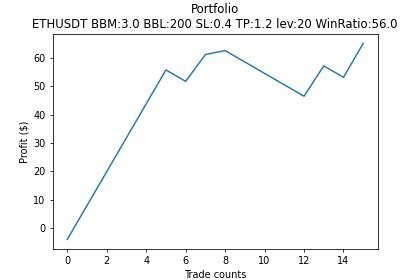 Portfolio
ETHUSDT BBM:3.0 BBL:200 SL:0.4 TP:1.2 lev:20 WinRatio:56.0
60
50
40
30
20
10
0
Profit ($)
0 2 4 6 8 10 12 14
Trade counts